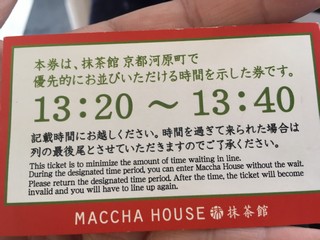 本券は、抹茶館 京都河原町で
優先的にお並びいただける時間を示した券です。
13:20 ～ 13:40
記載時間にお越しください。時間を過ぎて来られた場合は
列の最後尾とさせていただきますのでご了承ください。
This ticket is to minimize the amount of time waiting in line.
During the designated time period, you can enter Maccha House without the wait.
Please return the designated time period. After the time, the ticket will become
invalid and you will have to line up again.
MACCHA HOUSE 抹茶館